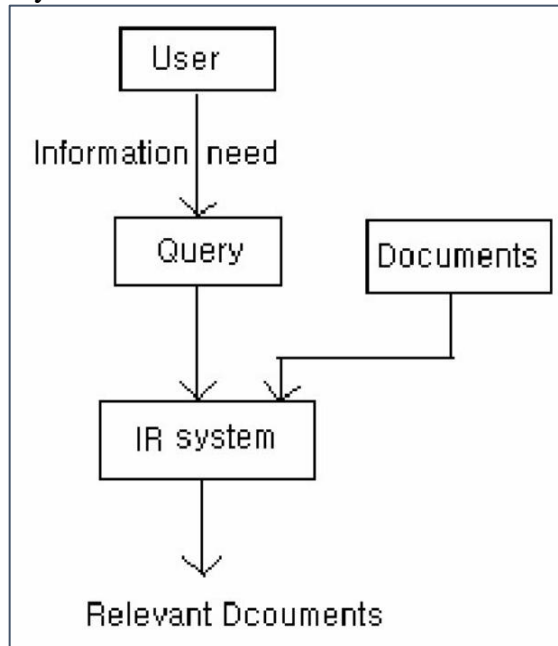 User
Information need
Query
Documents
IR system
Relevant Dcouments